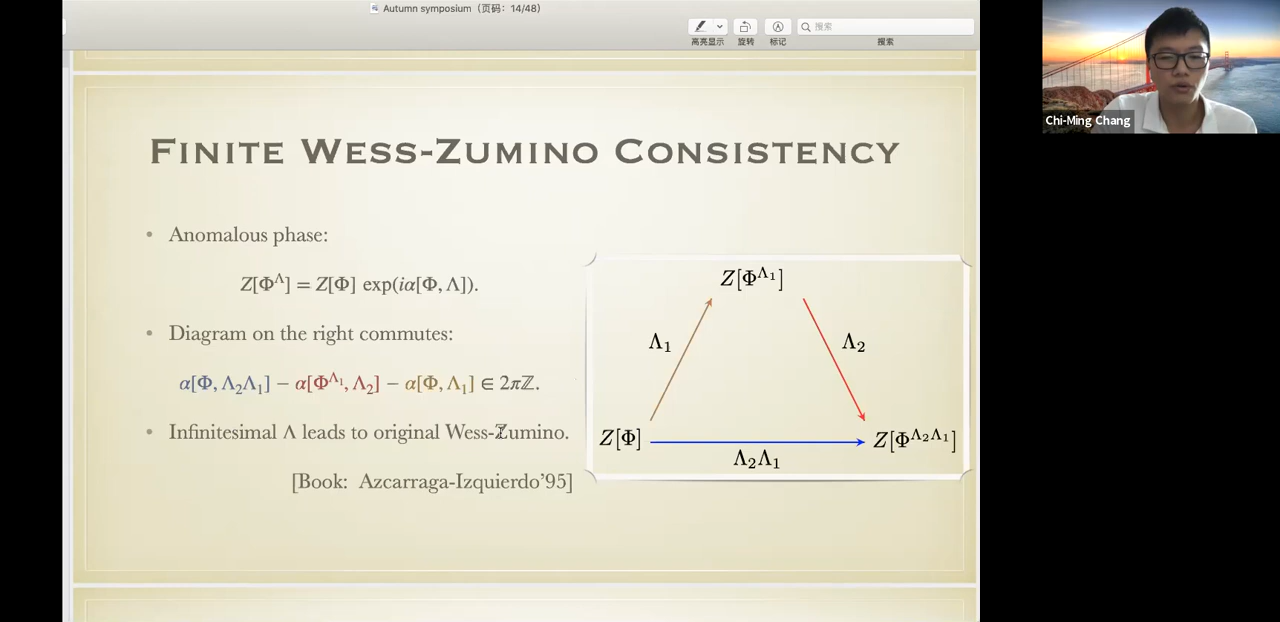 Autumn symposium (页码：14/48)
高亮显示 旋转 标记 搜索
搜索
Chi-Ming Chang
FINITE WESS-ZUMINO CONSISTENCY
• Anomalous phase:
Z[Φ^Λ] = Z[Φ] exp(iα[Φ, Λ]).
• Diagram on the right commutes:
α[Φ, Λ₂Λ₁] − α[Φ^Λ₁, Λ₂] − α[Φ, Λ₁] ∈ 2πℤ.
• Infinitesimal Λ leads to original Wess-Zumino.
[Book: Azcarraga-Izquierdo'95]
Z[Φ^Λ₁]
Λ₁
Λ₂
Z[Φ]
Z[Φ^Λ₂Λ₁]
Λ₂Λ₁